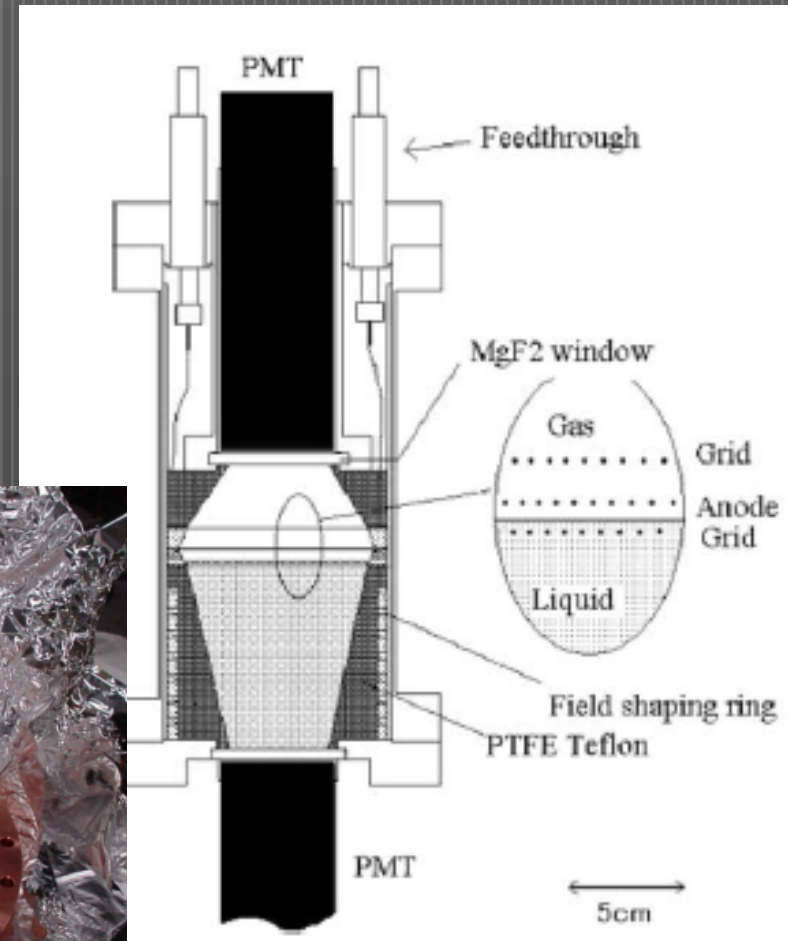 PMT
Feedthrough
MgF2 window
Gas
Grid
Anode
Grid
Liquid
Field shaping ring
PTFE Teflon
PMT
5cm